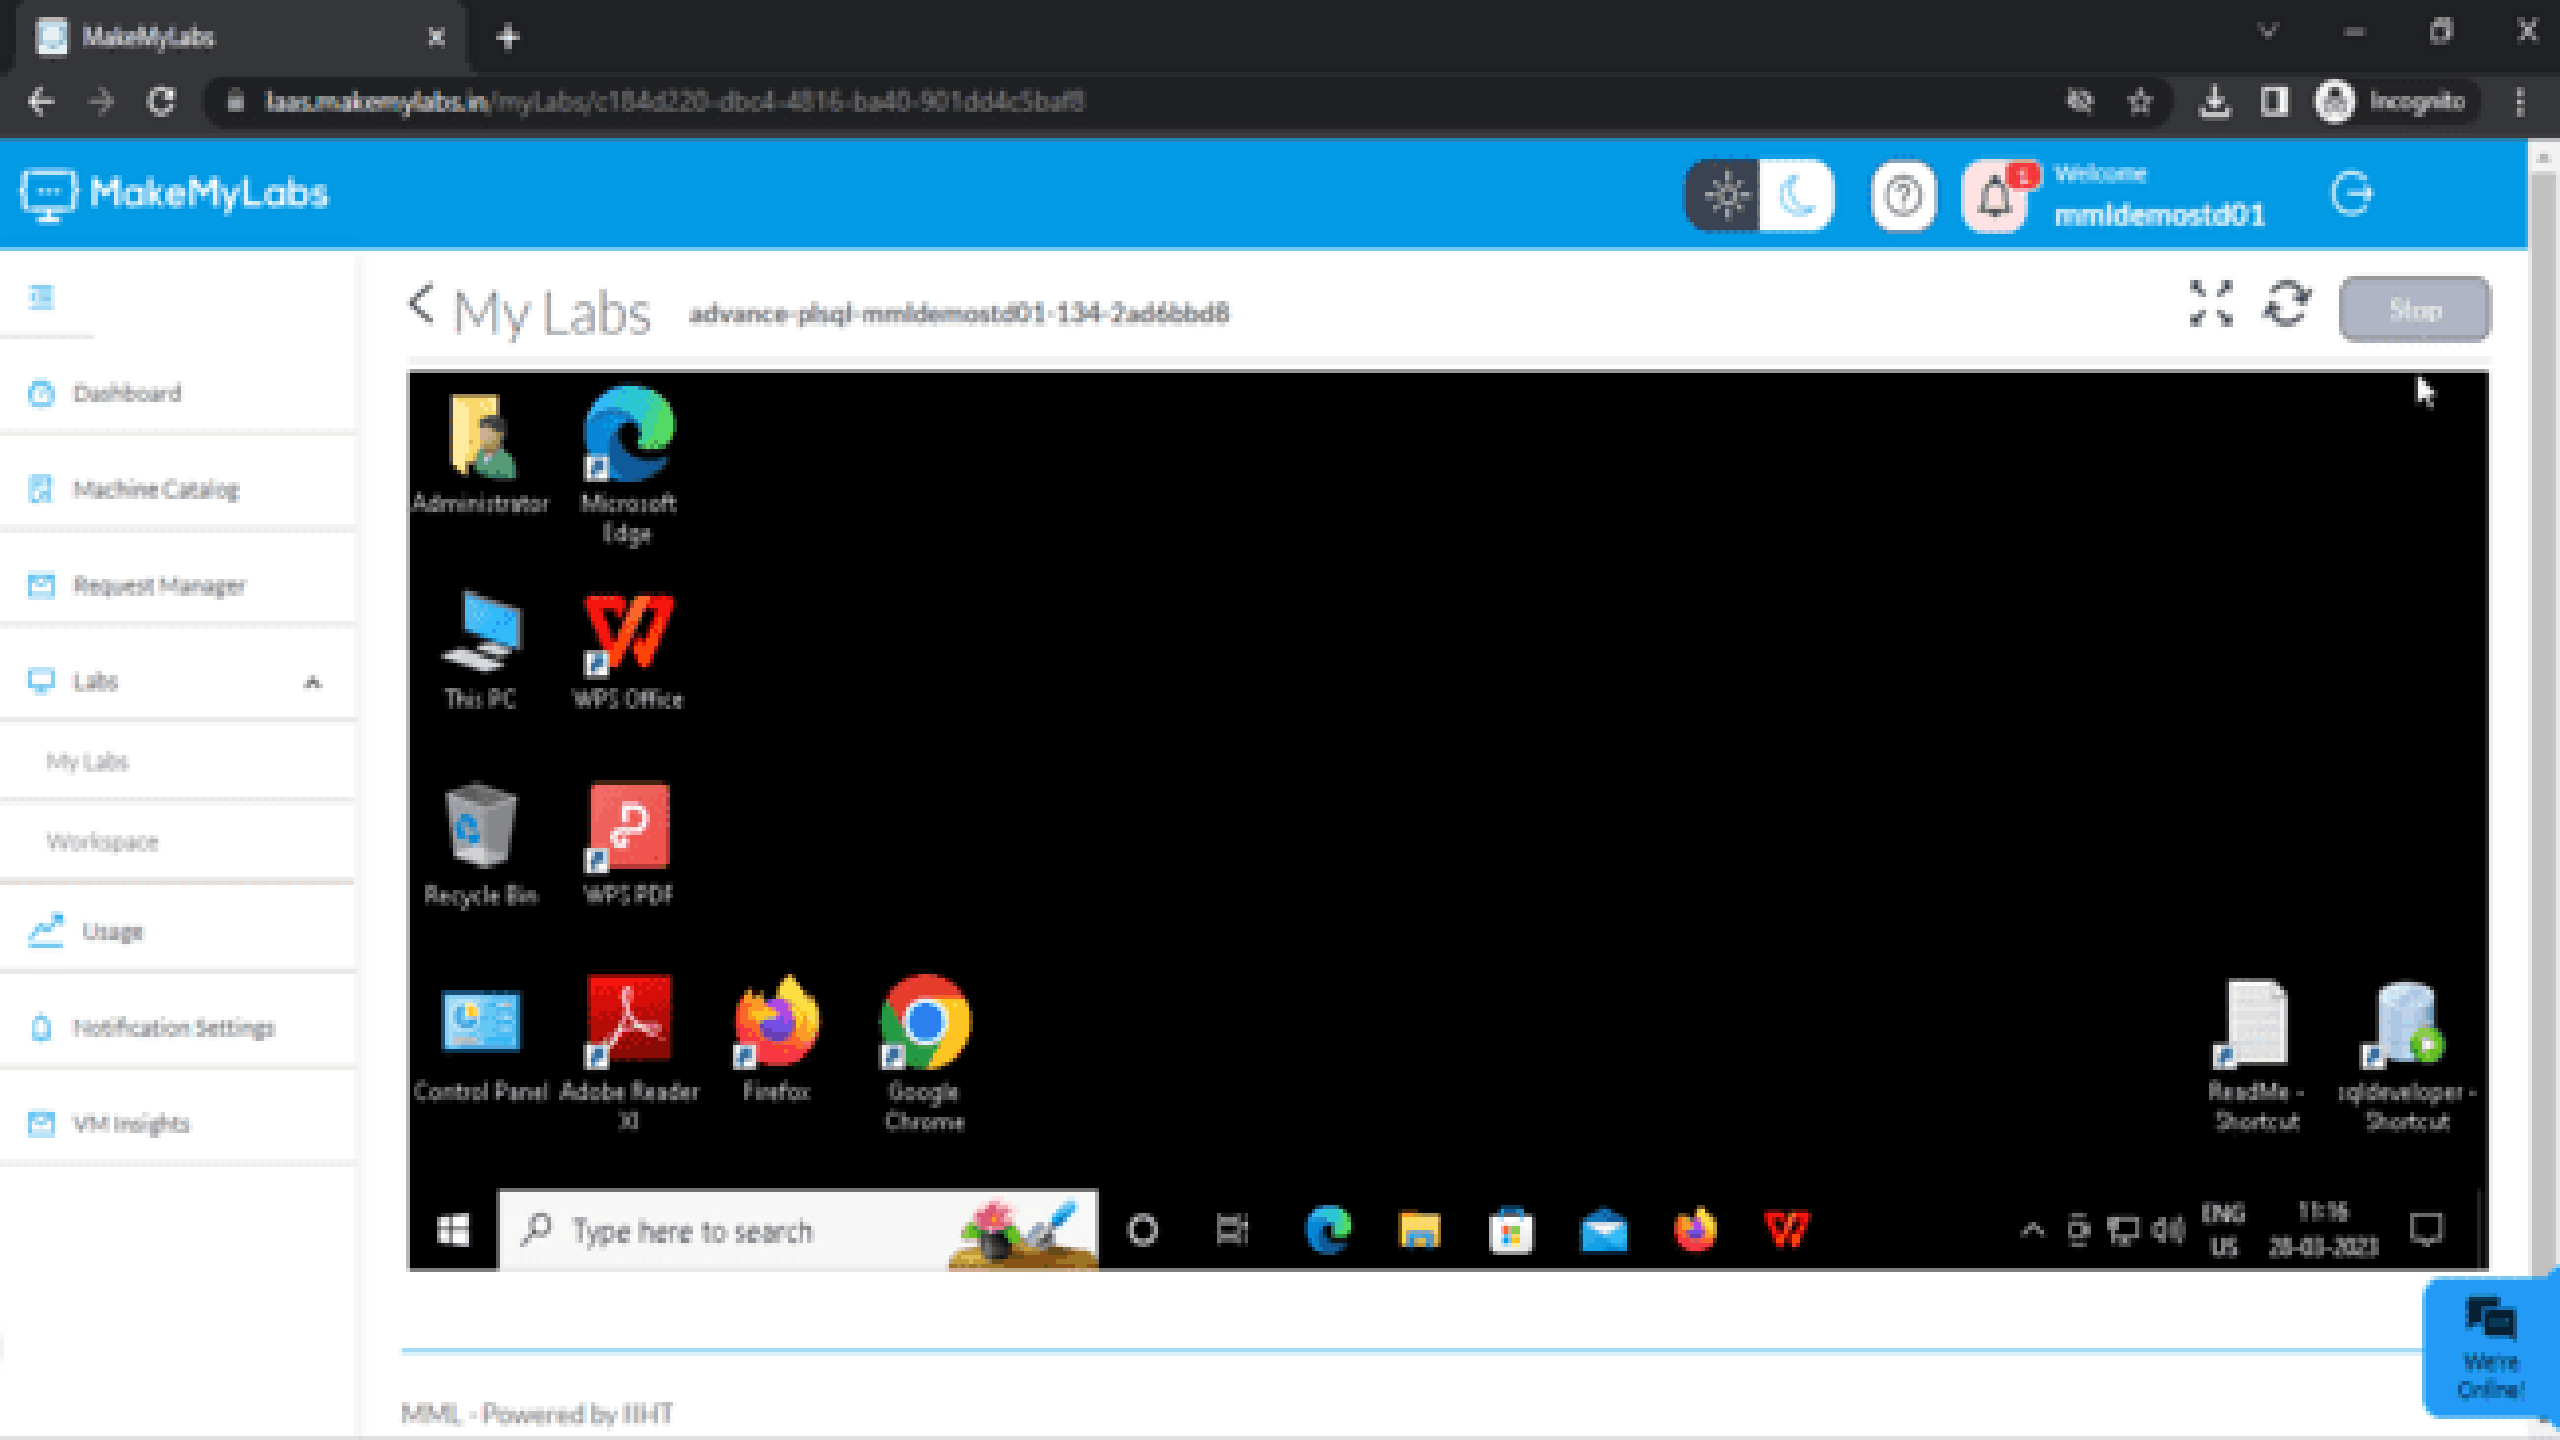 MakeMyLabs
laas.makemylabs.in/myLabs/c184d220-dbc4-4816-ba40-901dd4c5baf8
Incognito
MakeMyLabs
1
Welcome
mmldemostd01
My Labs
advance-plsql-mmldemostd01-134-2ad6bbd8
Stop
Dashboard
Machine Catalog
Request Manager
Labs
My Labs
Workspace
Usage
Notification Settings
VM Insights
Administrator
Microsoft
Edge
This PC
WPS Office
Recycle Bin
WPS PDF
Control Panel
Adobe Reader
XI
Firefox
Google
Chrome
ReadMe -
Shortcut
sqldeveloper -
Shortcut
Type here to search
ENG
US
11:16
28-03-2023
We're
Online!
MML - Powered by IIHT